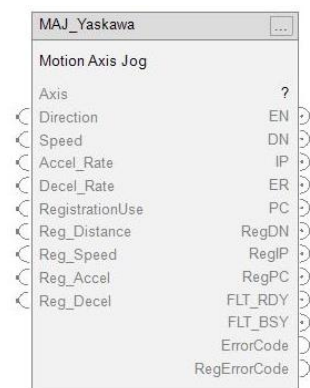 MAJ_Yaskawa ...
Motion Axis Jog
Axis ?
Direction EN
Speed DN
Accel_Rate IP
Decel_Rate ER
RegistrationUse PC
Reg_Distance RegDN
Reg_Speed RegIP
Reg_Accel RegPC
Reg_Decel FLT_RDY
FLT_BSY
ErrorCode
RegErrorCode